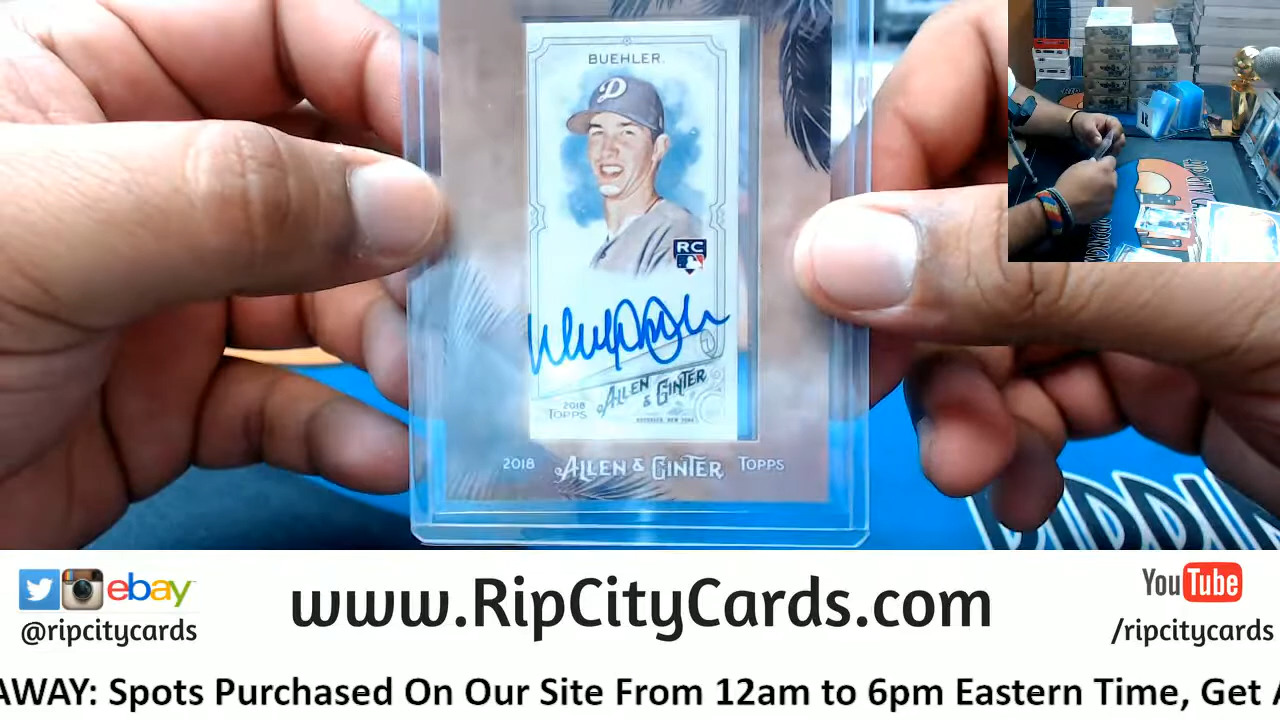 BUEHLER
D
RC
2018 TOPPS ALLEN & GINTER
2018 ALLEN & GINTER TOPPS
RIPPIN
ebay
@ripcitycards
www.RipCityCards.com
YouTube
/ripcitycards
AWAY: Spots Purchased On Our Site From 12am to 6pm Eastern Time, Get